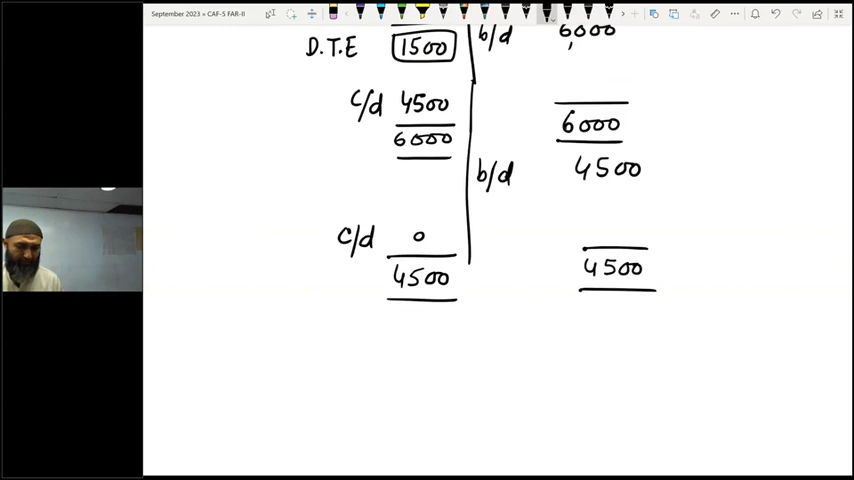 September 2023 » CAF-5 FAR-II
D.T.E 1500 b/d 6000
c/d 4500
6000 6000
b/d 4500
c/d 0
4500 4500